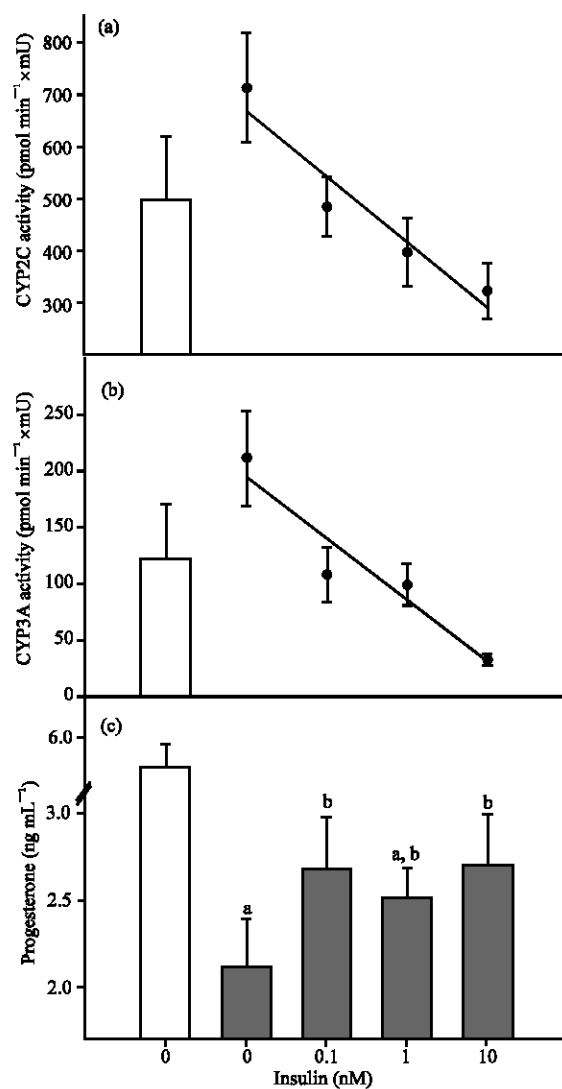 (a)
CYP2C activity (pmol min⁻¹ ×mU)
800
700
600
500
400
300
(b)
CYP3A activity (pmol min⁻¹ ×mU)
250
200
150
100
50
0
(c)
Progesterone (ng mL⁻¹)
6.0
3.0
2.5
2.0
a
b
a, b
b
0 0 0.1 1 10
Insulin (nM)